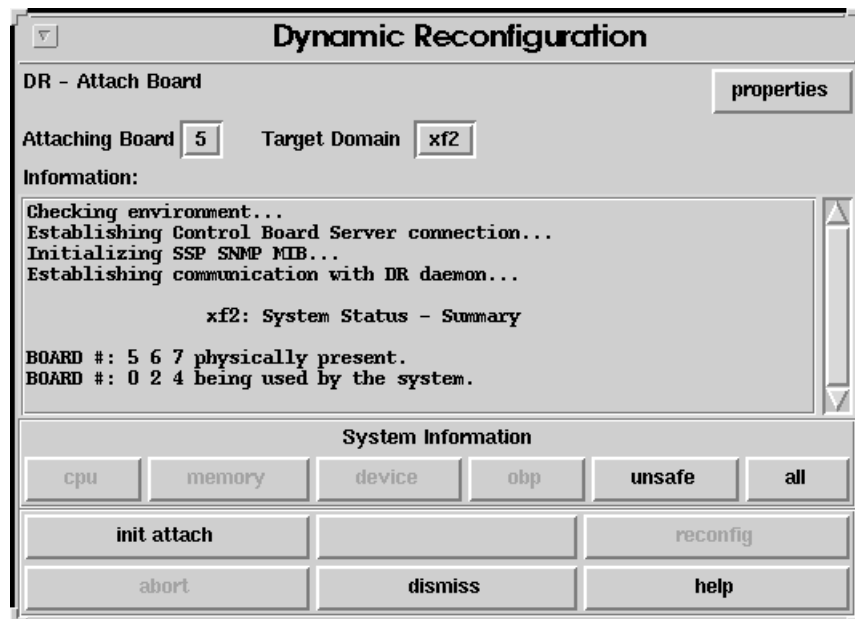 Dynamic Reconfiguration
DR - Attach Board
properties
Attaching Board 5 Target Domain xf2
Information:
Checking environment...
Establishing Control Board Server connection...
Initializing SSP SNMP MIB...
Establishing communication with DR daemon...
xf2: System Status - Summary
BOARD #: 5 6 7 physically present.
BOARD #: 0 2 4 being used by the system.
System Information
cpu memory device obp unsafe all
init attach reconfig
abort dismiss help